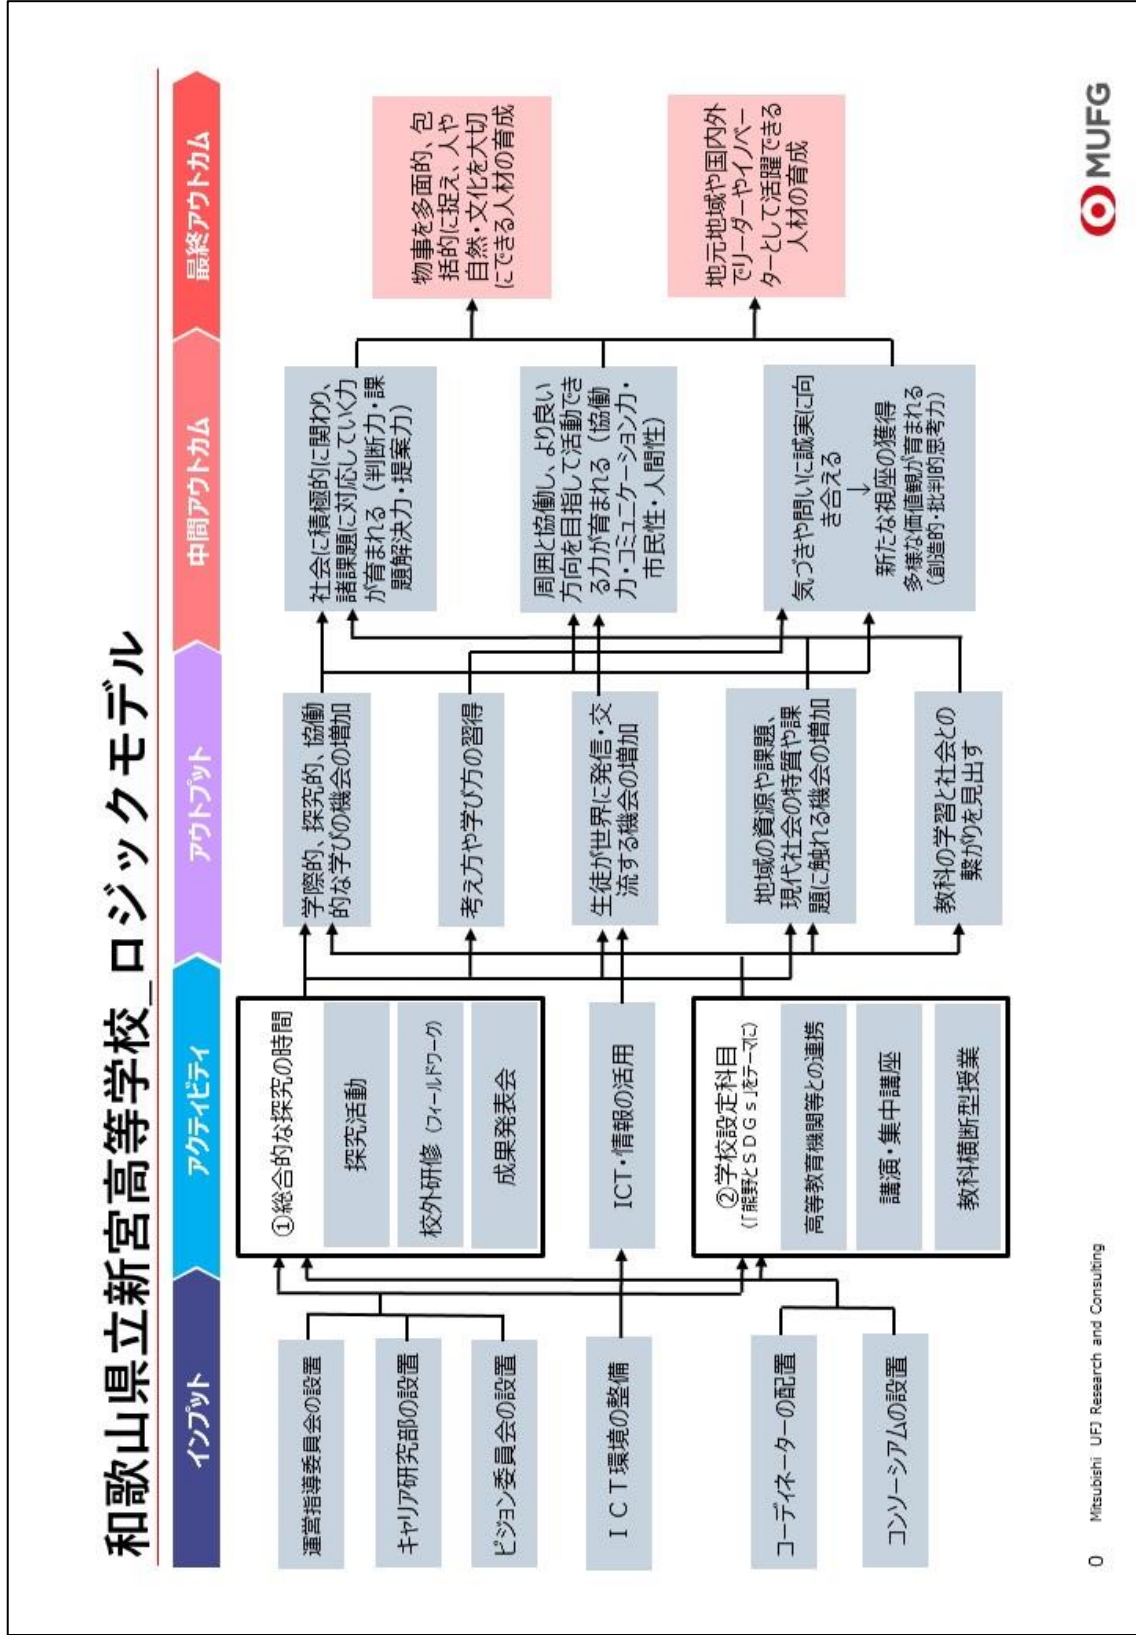 和歌山県立新宮高等学校_ロジックモデル
インプット
アクティビティ
アウトプット
中間アウトカム
最終アウトカム
運営指導委員会の設置
キャリア研究部の設置
ビジョン委員会の設置
ＩＣＴ環境の整備
コーディネーターの配置
コンソーシアムの設置
①総合的な探究の時間
探究活動
校外研修（フィールドワーク）
成果発表会
ICT・情報の活用
②学校設定科目
（「熊野とＳＤＧｓ」をテーマに）
高等教育機関等との連携
講演・集中講座
教科横断型授業
学際的、探究的、協働
的な学びの機会の増加
考え方や学び方の習得
生徒が世界に発信・交
流する機会の増加
地域の資源や課題、
現代社会の特質や課
題に触れる機会の増加
教科の学習と社会との
繋がりを見出す
社会に積極的に関わり、
諸課題に対応していく力
が育まれる（判断力・課
題解決力・提案力）
周囲と協働し、より良い
方向を目指して活動でき
る力が育まれる（協働
力・コミュニケーション力・
市民性・人間性）
気づきや問いに誠実に向
き合える
↓
新たな視座の獲得
多様な価値観が育まれる
（創造的・批判的思考力）
物事を多面的、包
括的に捉え、人や
自然・文化を大切
にできる人材の育成
地元地域や国内外
でリーダーやイノベー
ターとして活躍できる
人材の育成
0 Mitsubishi UFJ Research and Consulting
MUFG